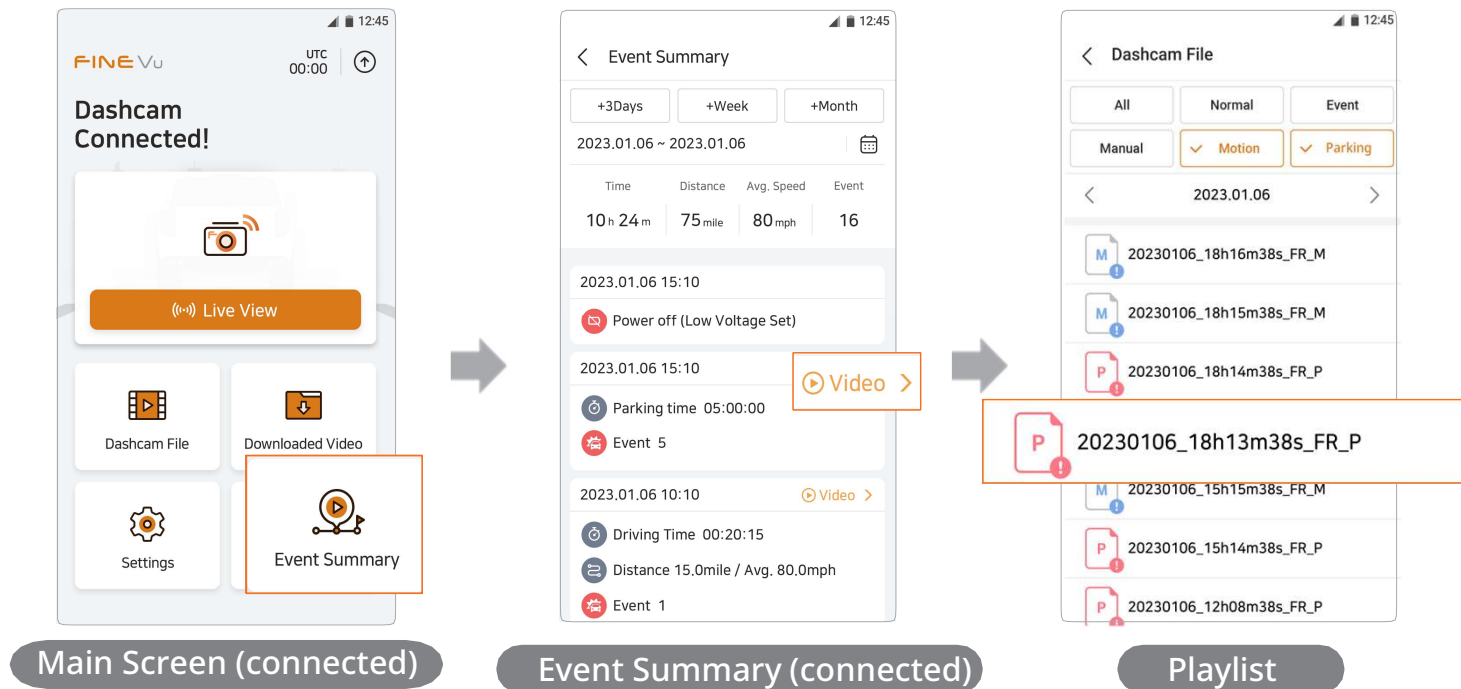 12:45
FINEVu
UTC
00:00
Dashcam
Connected!
Live View
Dashcam File
Downloaded Video
Settings
Event Summary
Main Screen (connected)
12:45
Event Summary
+3Days +Week +Month
2023.01.06 ~ 2023.01.06
Time Distance Avg. Speed Event
10h 24m 75mile 80mph 16
2023.01.06 15:10
Power off (Low Voltage Set)
2023.01.06 15:10
Video
Parking time 05:00:00
Event 5
2023.01.06 10:10 Video
Driving Time 00:20:15
Distance 15.0mile / Avg. 80.0mph
Event 1
Event Summary (connected)
12:45
Dashcam File
All Normal Event
Manual Motion Parking
2023.01.06
M ! 20230106_18h16m38s_FR_M
M ! 20230106_18h15m38s_FR_M
P ! 20230106_18h14m38s_FR_P
P ! 20230106_18h13m38s_FR_P
M ! 20230106_15h15m38s_FR_M
P ! 20230106_15h14m38s_FR_P
P 20230106_12h08m38s_FR_P
Playlist